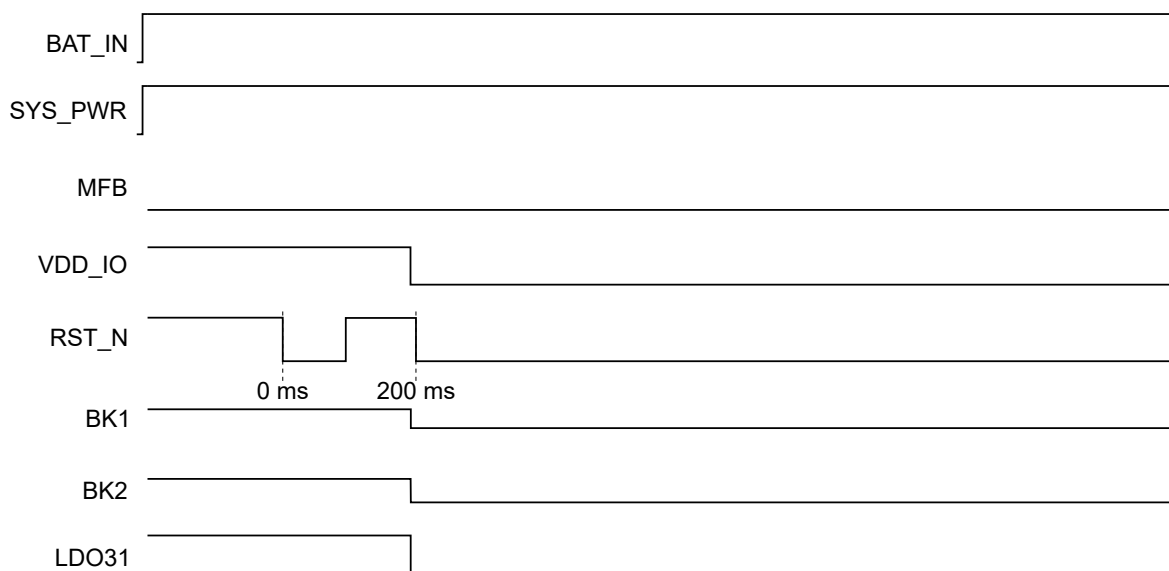 BAT_IN
SYS_PWR
MFB
VDD_IO
RST_N
0 ms 200 ms
BK1
BK2
LDO31